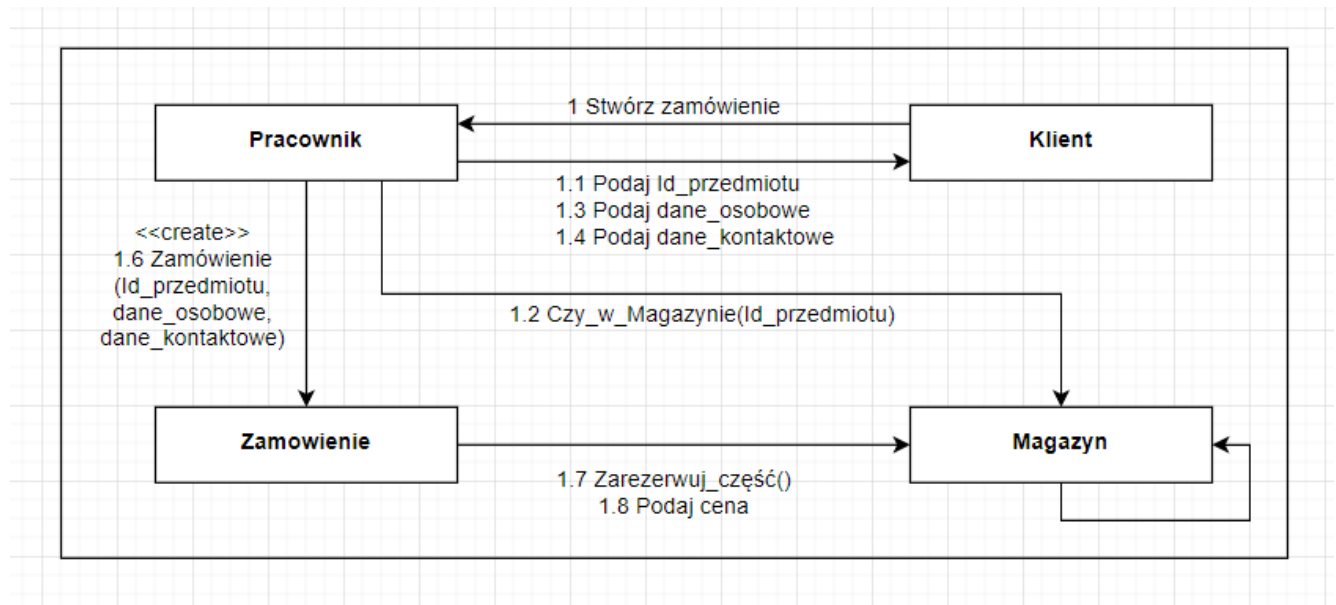 1 Stwórz zamówienie
Pracownik
Klient
1.1 Podaj Id_przedmiotu
1.3 Podaj dane_osobowe
1.4 Podaj dane_kontaktowe
<<create>>
1.6 Zamówienie
(Id_przedmiotu,
dane_osobowe,
dane_kontaktowe)
1.2 Czy_w_Magazynie(Id_przedmiotu)
Zamowienie
Magazyn
1.7 Zarezerwuj_część()
1.8 Podaj cena